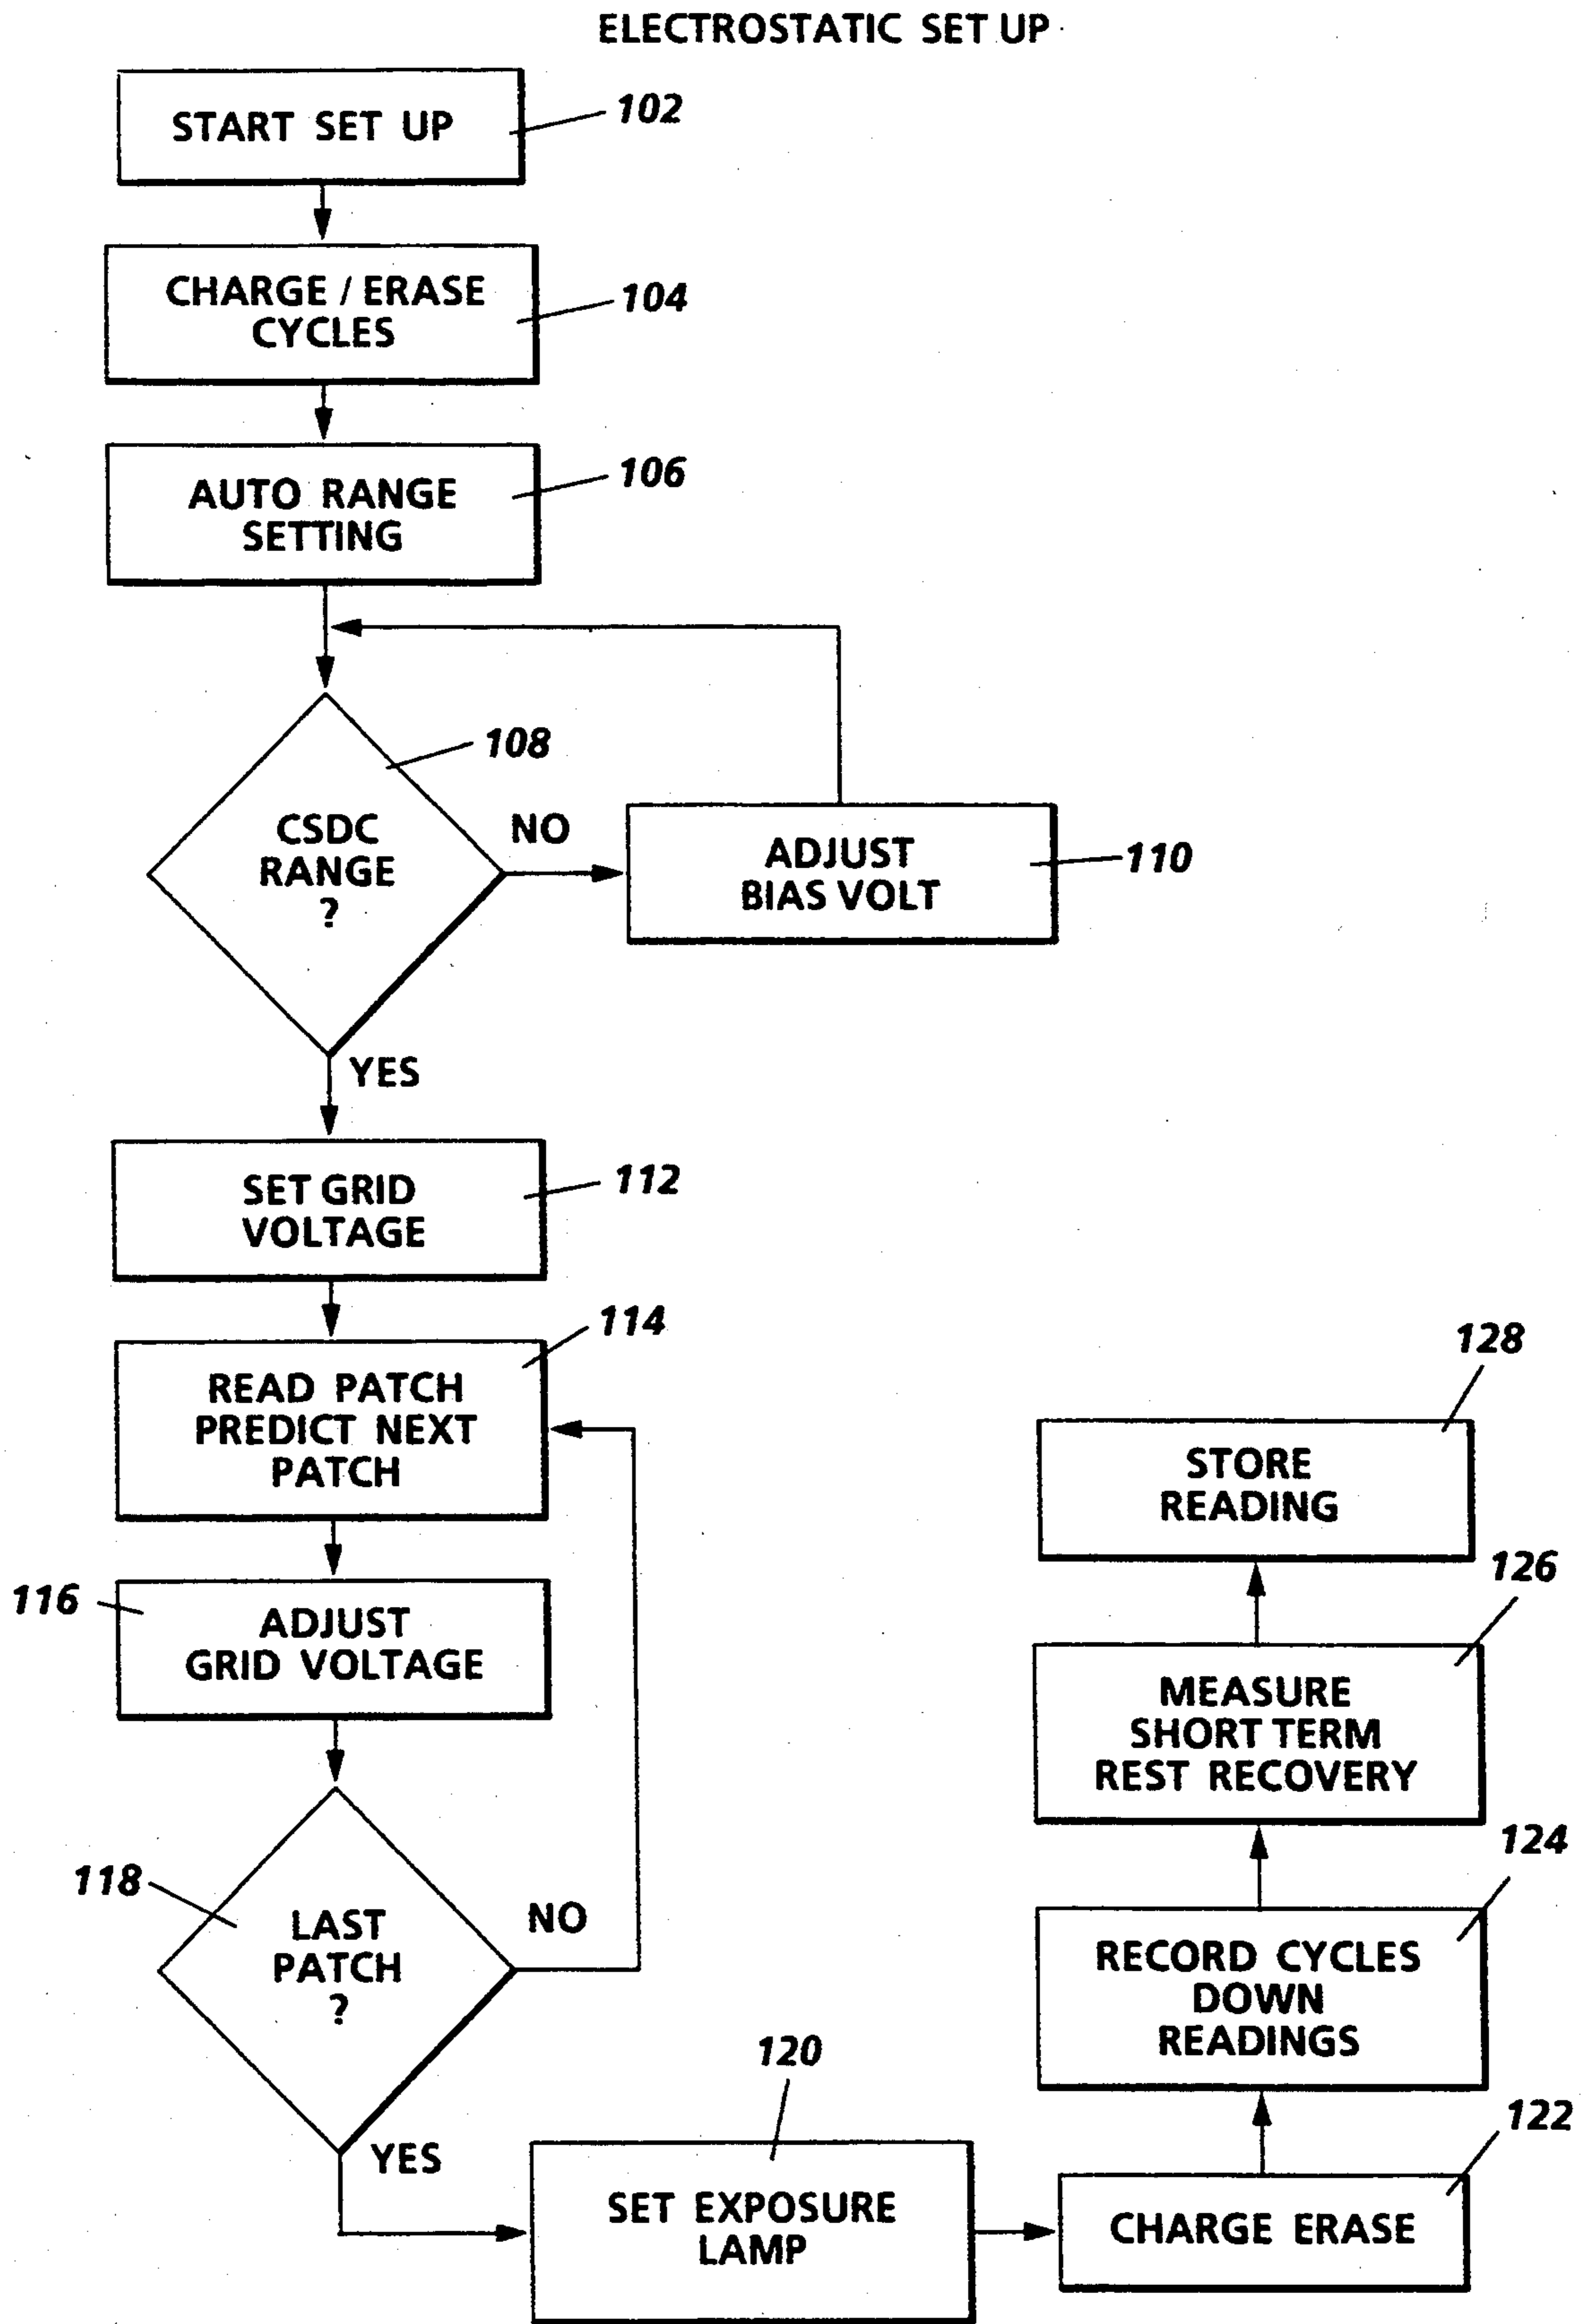 ELECTROSTATIC SET UP
START SET UP
102
CHARGE / ERASE
CYCLES
104
AUTO RANGE
SETTING
106
108
CSDC
RANGE
?
NO
ADJUST
BIAS VOLT
110
YES
SET GRID
VOLTAGE
112
114
READ PATCH
PREDICT NEXT
PATCH
116
ADJUST
GRID VOLTAGE
118
LAST
PATCH
?
NO
YES
120
SET EXPOSURE
LAMP
122
CHARGE ERASE
124
RECORD CYCLES
DOWN
READINGS
126
MEASURE
SHORT TERM
REST RECOVERY
128
STORE
READING